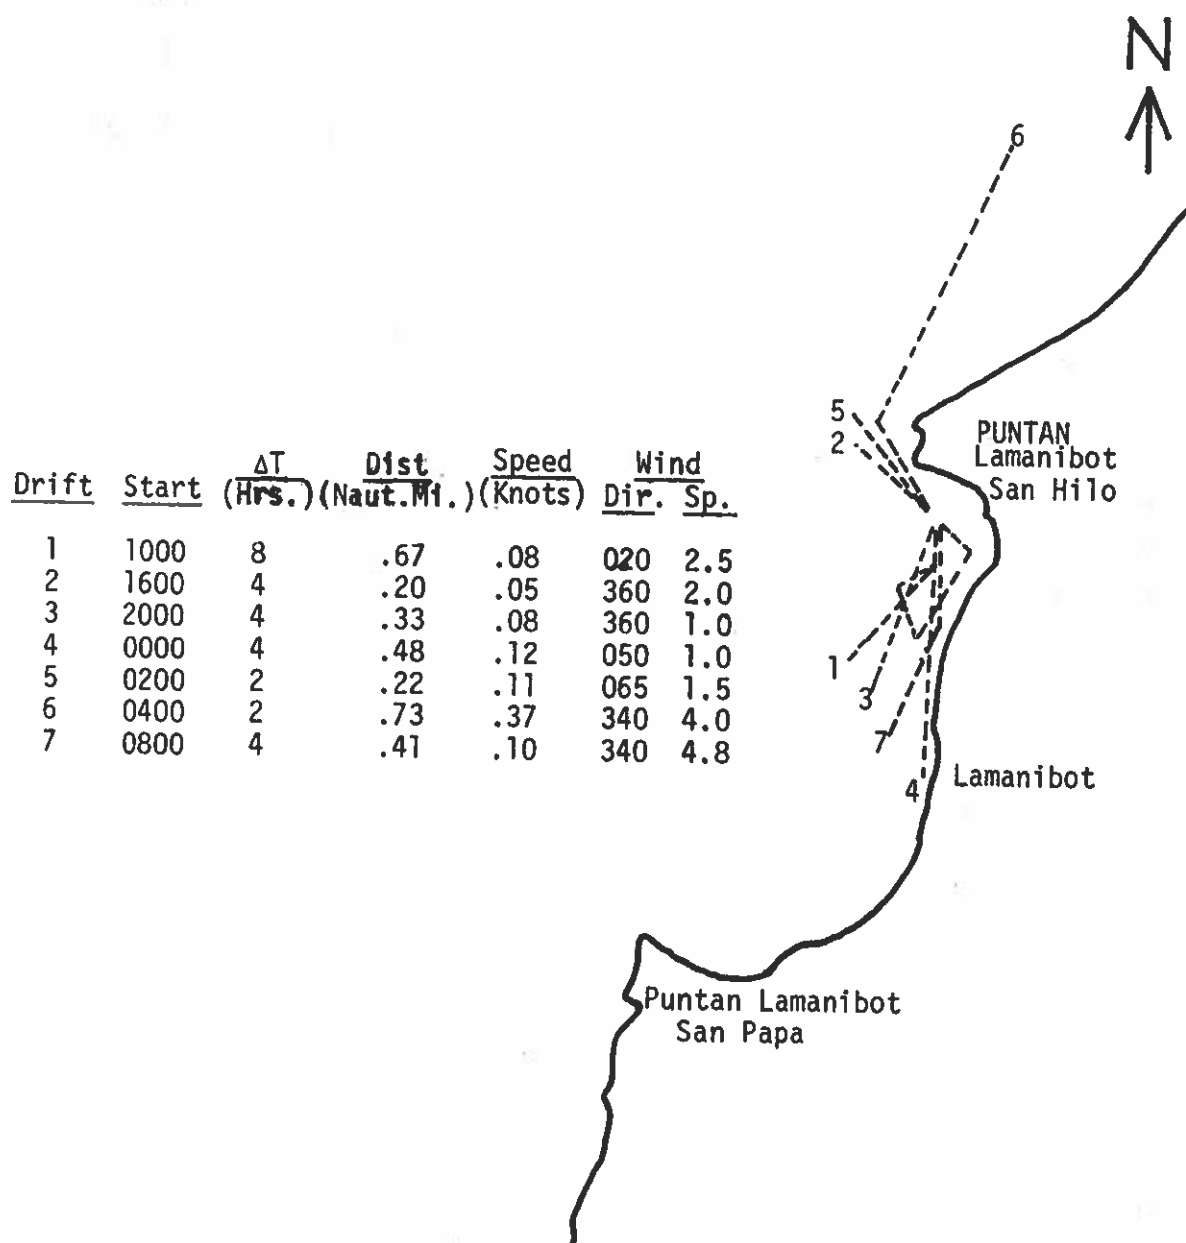 N
6
5
2
PUNTAN
Lamanibot
San Hilo
ΔT Dist Speed Wind
Drift Start (Hrs.) (Naut.Mi.) (Knots) Dir. Sp.
1 1000 8 .67 .08 020 2.5
2 1600 4 .20 .05 360 2.0
3 2000 4 .33 .08 360 1.0
4 0000 4 .48 .12 050 1.0
5 0200 2 .22 .11 065 1.5
6 0400 2 .73 .37 340 4.0
7 0800 4 .41 .10 340 4.8
1
3
7
4
Lamanibot
Puntan Lamanibot
San Papa